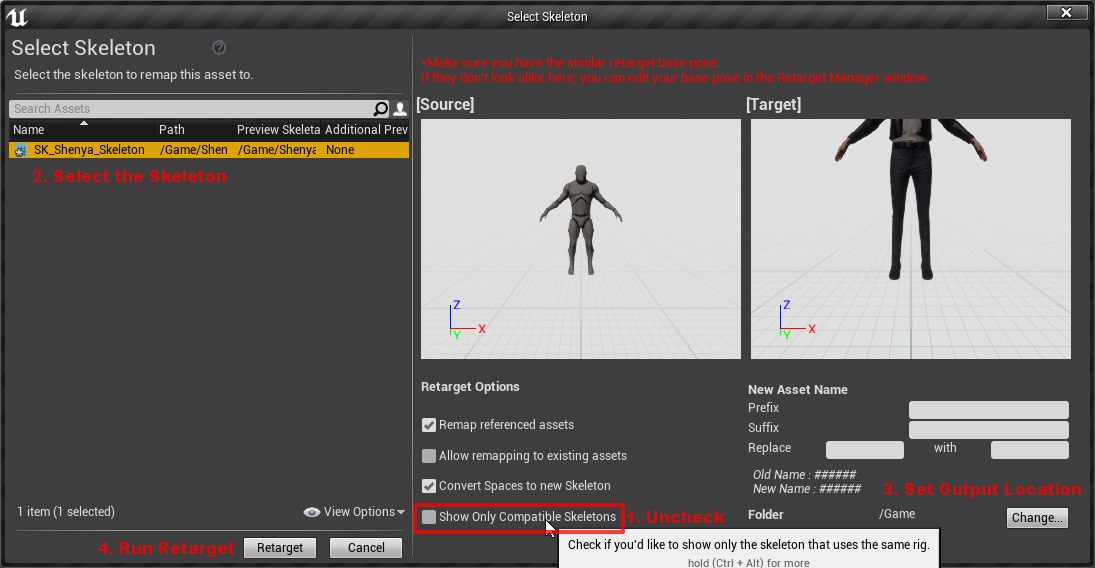 Select Skeleton
Select Skeleton
Select the skeleton to remap this asset to.
Search Assets
Name Path Preview Skeleta Additional Prev
SK_Shenya_Skeleton /Game/Shen /Game/Shenya None
2. Select the Skeleton
1 item (1 selected)
View Options
4. Run Retarget
Retarget
Cancel
*Make sure you have the similar retarget base pose.
If they don't look alike here, you can edit your base pose in the Retarget Manager window.
[Source]
[Target]
Z
X
Y
Z
X
Y
Retarget Options
Remap referenced assets
Allow remapping to existing assets
Convert Spaces to new Skeleton
Show Only Compatible Skeletons
1. Uncheck
New Asset Name
Prefix
Suffix
Replace with
Old Name : ######
New Name : ######
3. Set Output Location
Folder /Game
Change...
Check if you'd like to show only the skeleton that uses the same rig.
hold (Ctrl + Alt) for more